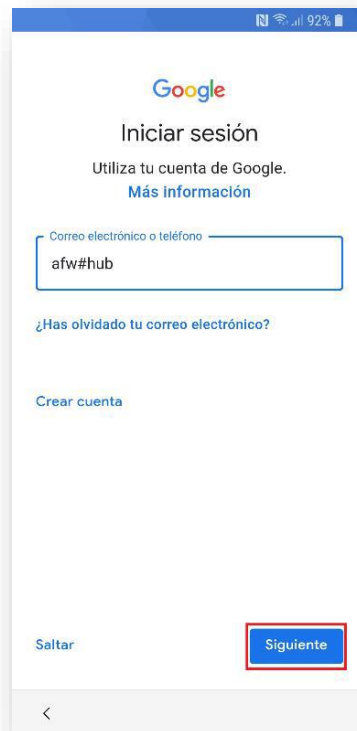 92%
Google
Iniciar sesión
Utiliza tu cuenta de Google.
Más información
Correo electrónico o teléfono
afw#hub
¿Has olvidado tu correo electrónico?
Crear cuenta
Saltar
Siguiente